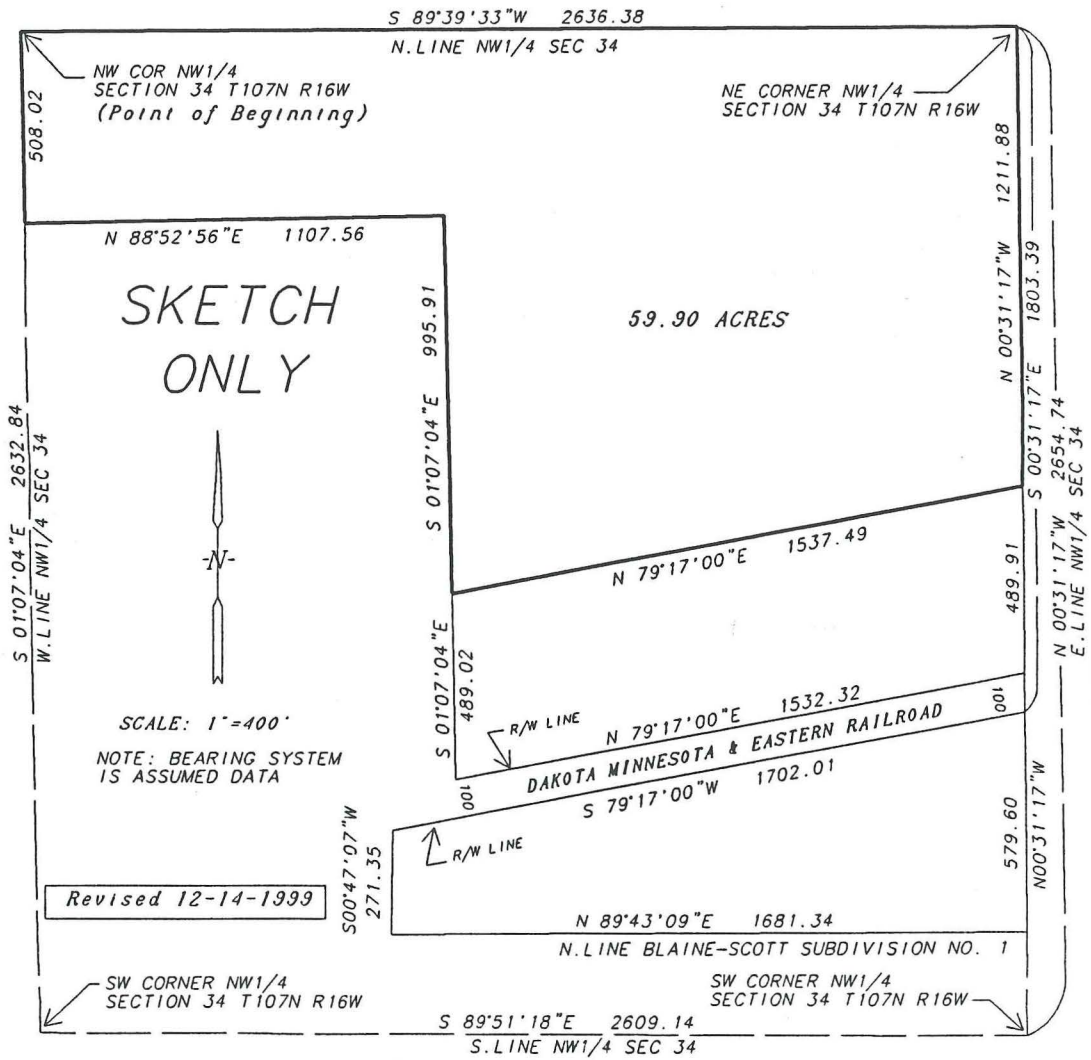 S 89°39'33"W 2636.38
N.LINE NW1/4 SEC 34
NW COR NW1/4
SECTION 34 T107N R16W
(Point of Beginning)
NE CORNER NW1/4
SECTION 34 T107N R16W
508.02
1211.88
N 00°31'17"W
N 88°52'56"E 1107.56
SKETCH
ONLY
995.91
S 01°07'04"E
59.90 ACRES
1803.39
S 00°31'17"E
2654.74
N 00°31'17"W
E.LINE NW1/4 SEC 34
S 01°07'04"E 2632.84
W.LINE NW1/4 SEC 34
-N-
N 79°17'00"E 1537.49
489.91
S 01°07'04"E
489.02
SCALE: 1"=400'
NOTE: BEARING SYSTEM
IS ASSUMED DATA
R/W LINE
N 79°17'00"E 1532.32
100
DAKOTA MINNESOTA & EASTERN RAILROAD
100
S 79°17'00"W 1702.01
R/W LINE
579.60
N00°31'17"W
S00°47'07"W
271.35
Revised 12-14-1999
N 89°43'09"E 1681.34
N.LINE BLAINE-SCOTT SUBDIVISION NO. 1
SW CORNER NW1/4
SECTION 34 T107N R16W
SW CORNER NW1/4
SECTION 34 T107N R16W
S 89°51'18"E 2609.14
S.LINE NW1/4 SEC 34